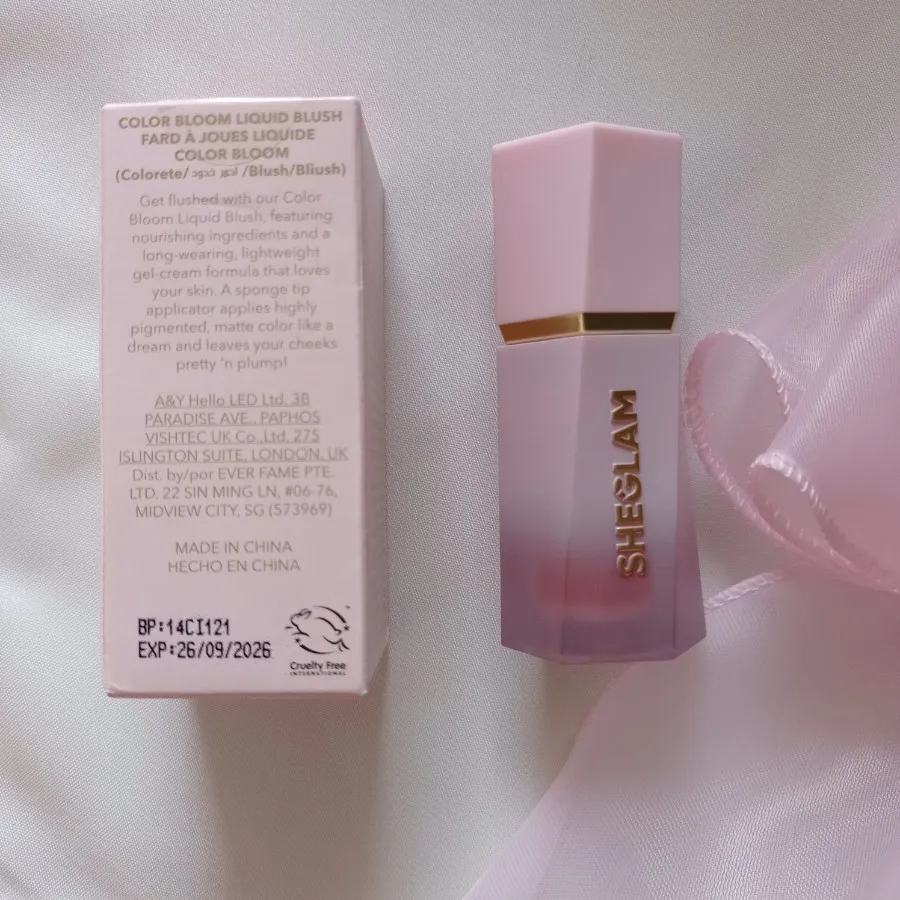 COLOR BLOOM LIQUID BLUSH
FARD À JOUES LIQUIDE
COLOR BLOOM
(Colorete/ احمر خدود /Blush/Bliush)
Get flushed with our Color
Bloom Liquid Blush, featuring
nourishing ingredients and a
long-wearing, lightweight
gel-cream formula that loves
your skin. A sponge tip
applicator applies highly
pigmented, matte color like a
dream and leaves your cheeks
pretty 'n plump!
A&Y Hello LED Ltd, 3B
PARADISE AVE., PAPHOS
VISHTEC UK Co.,Ltd, 275
ISLINGTON SUITE, LONDON, UK
Dist. by/por EVER FAME PTE.
LTD, 22 SIN MING LN, #06-76,
MIDVIEW CITY, SG (573969)
MADE IN CHINA
HECHO EN CHINA
BP:14CI121
EXP:26/09/2026
Cruelty Free
INTERNATIONAL
SHEGLAM